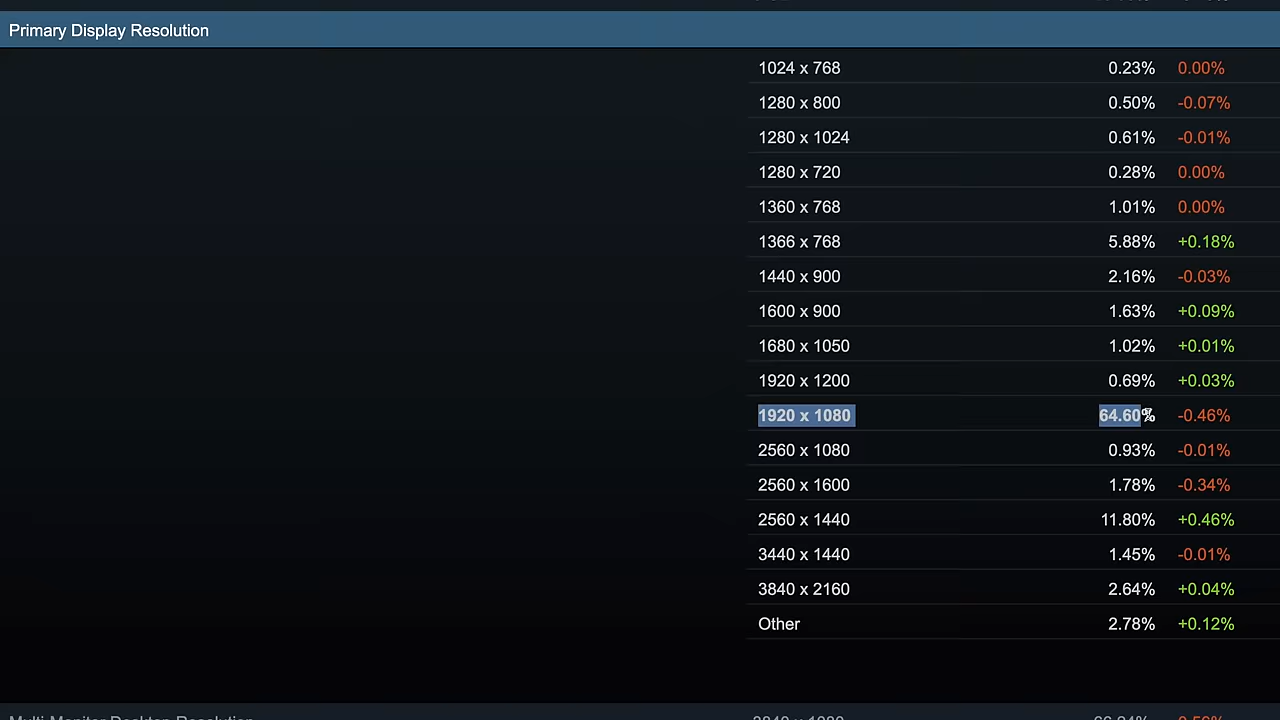 Primary Display Resolution
1024 x 768 0.23% 0.00%
1280 x 800 0.50% -0.07%
1280 x 1024 0.61% -0.01%
1280 x 720 0.28% 0.00%
1360 x 768 1.01% 0.00%
1366 x 768 5.88% +0.18%
1440 x 900 2.16% -0.03%
1600 x 900 1.63% +0.09%
1680 x 1050 1.02% +0.01%
1920 x 1200 0.69% +0.03%
1920 x 1080 64.60% -0.46%
2560 x 1080 0.93% -0.01%
2560 x 1600 1.78% -0.34%
2560 x 1440 11.80% +0.46%
3440 x 1440 1.45% -0.01%
3840 x 2160 2.64% +0.04%
Other 2.78% +0.12%
Multi-Monitor Desktop Resolution